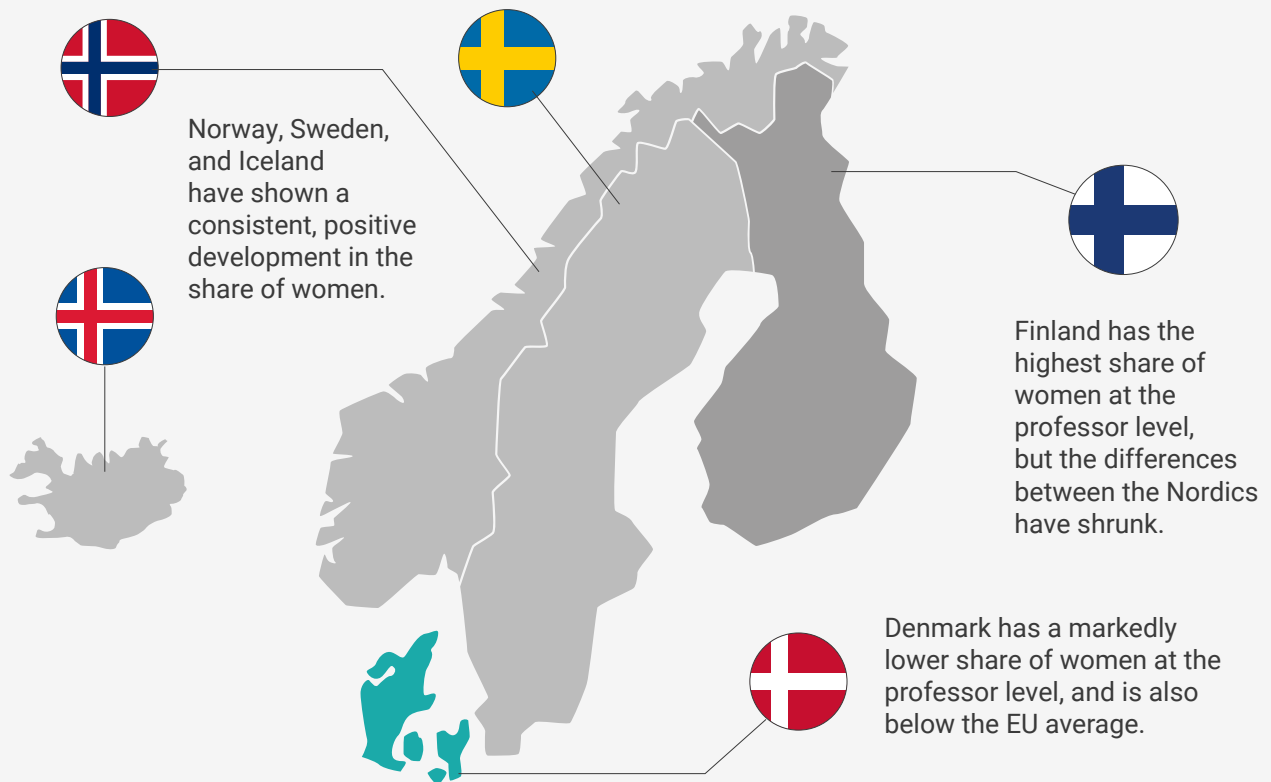 Norway, Sweden,
and Iceland
have shown a
consistent, positive
development in the
share of women.
Finland has the
highest share of
women at the
professor level,
but the differences
between the Nordics
have shrunk.
Denmark has a markedly
lower share of women at the
professor level, and is also
below the EU average.